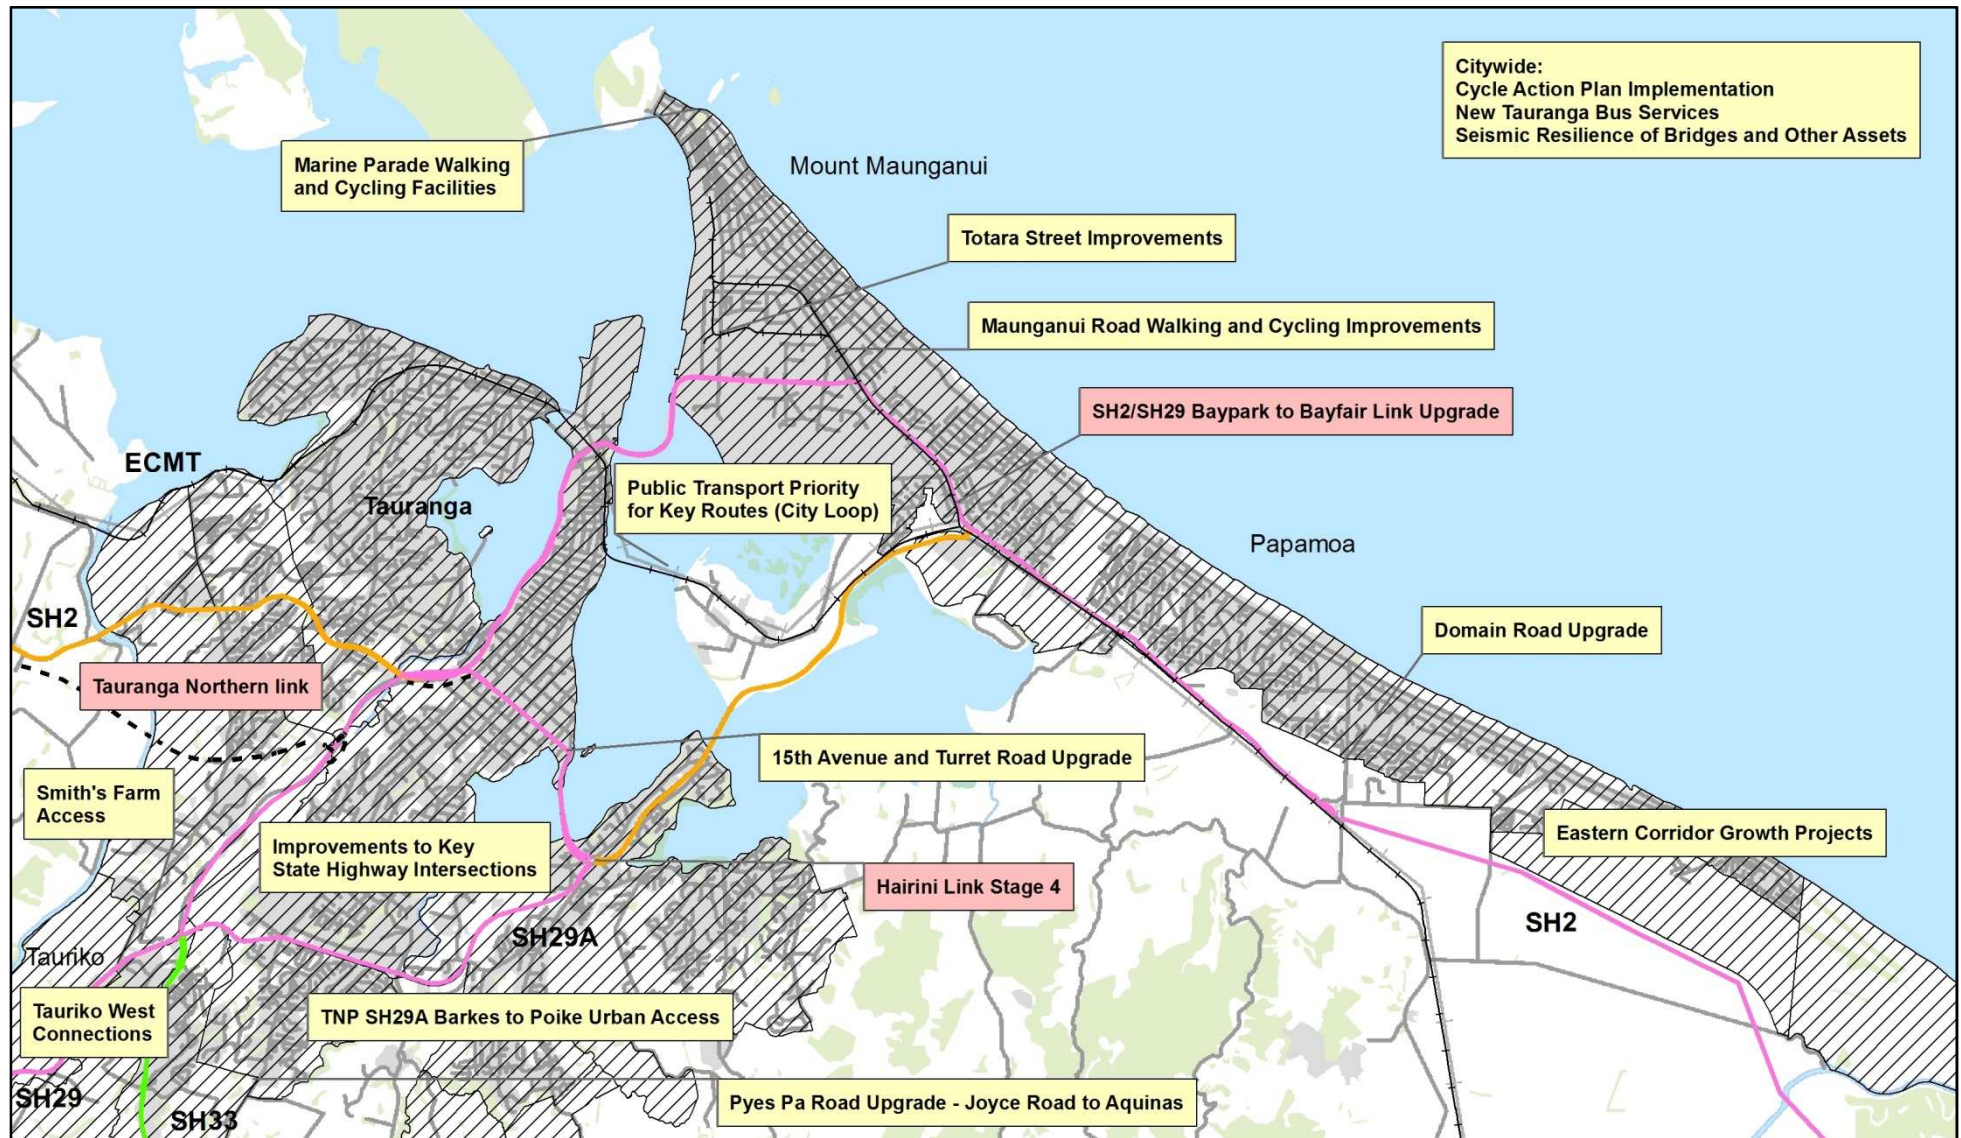 Citywide:
Cycle Action Plan Implementation
New Tauranga Bus Services
Seismic Resilience of Bridges and Other Assets
Marine Parade Walking
and Cycling Facilities
Mount Maunganui
Totara Street Improvements
Maunganui Road Walking and Cycling Improvements
SH2/SH29 Baypark to Bayfair Link Upgrade
ECMT
Tauranga
Public Transport Priority
for Key Routes (City Loop)
Papamoa
SH2
Domain Road Upgrade
Tauranga Northern link
15th Avenue and Turret Road Upgrade
Smith's Farm
Access
Improvements to Key
State Highway Intersections
Eastern Corridor Growth Projects
Hairini Link Stage 4
SH29A
SH2
Tauriko
Tauriko West
Connections
TNP SH29A Barkes to Poike Urban Access
SH29
SH33
Pyes Pa Road Upgrade - Joyce Road to Aquinas